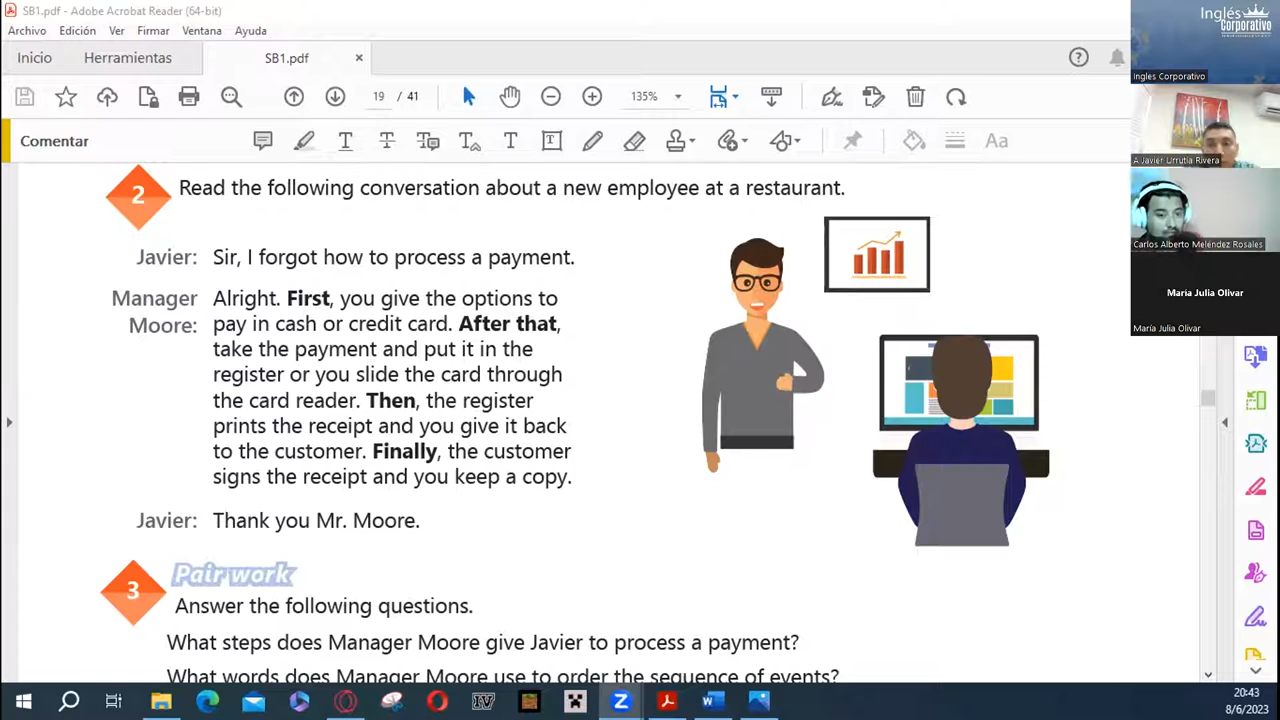 SB1.pdf - Adobe Acrobat Reader (64-bit)
Archivo Edición Ver Firmar Ventana Ayuda
Inicio Herramientas SB1.pdf ×
19 / 41 135%
Comentar
Aa
2 Read the following conversation about a new employee at a restaurant.
Javier: Sir, I forgot how to process a payment.
Manager Moore: Alright. First, you give the options to
pay in cash or credit card. After that,
take the payment and put it in the
register or you slide the card through
the card reader. Then, the register
prints the receipt and you give it back
to the customer. Finally, the customer
signs the receipt and you keep a copy.
Javier: Thank you Mr. Moore.
3 Pair work
Answer the following questions.
What steps does Manager Moore give Javier to process a payment?
What words does Manager Moore use to order the sequence of events?
Inglés
Corporativo
Ingles Corporativo
A Javier Urrutia Rivera
Carlos Alberto Meléndez Rosales
Maria Julia Olivar
María Julia Olivar
20:43
8/6/2023